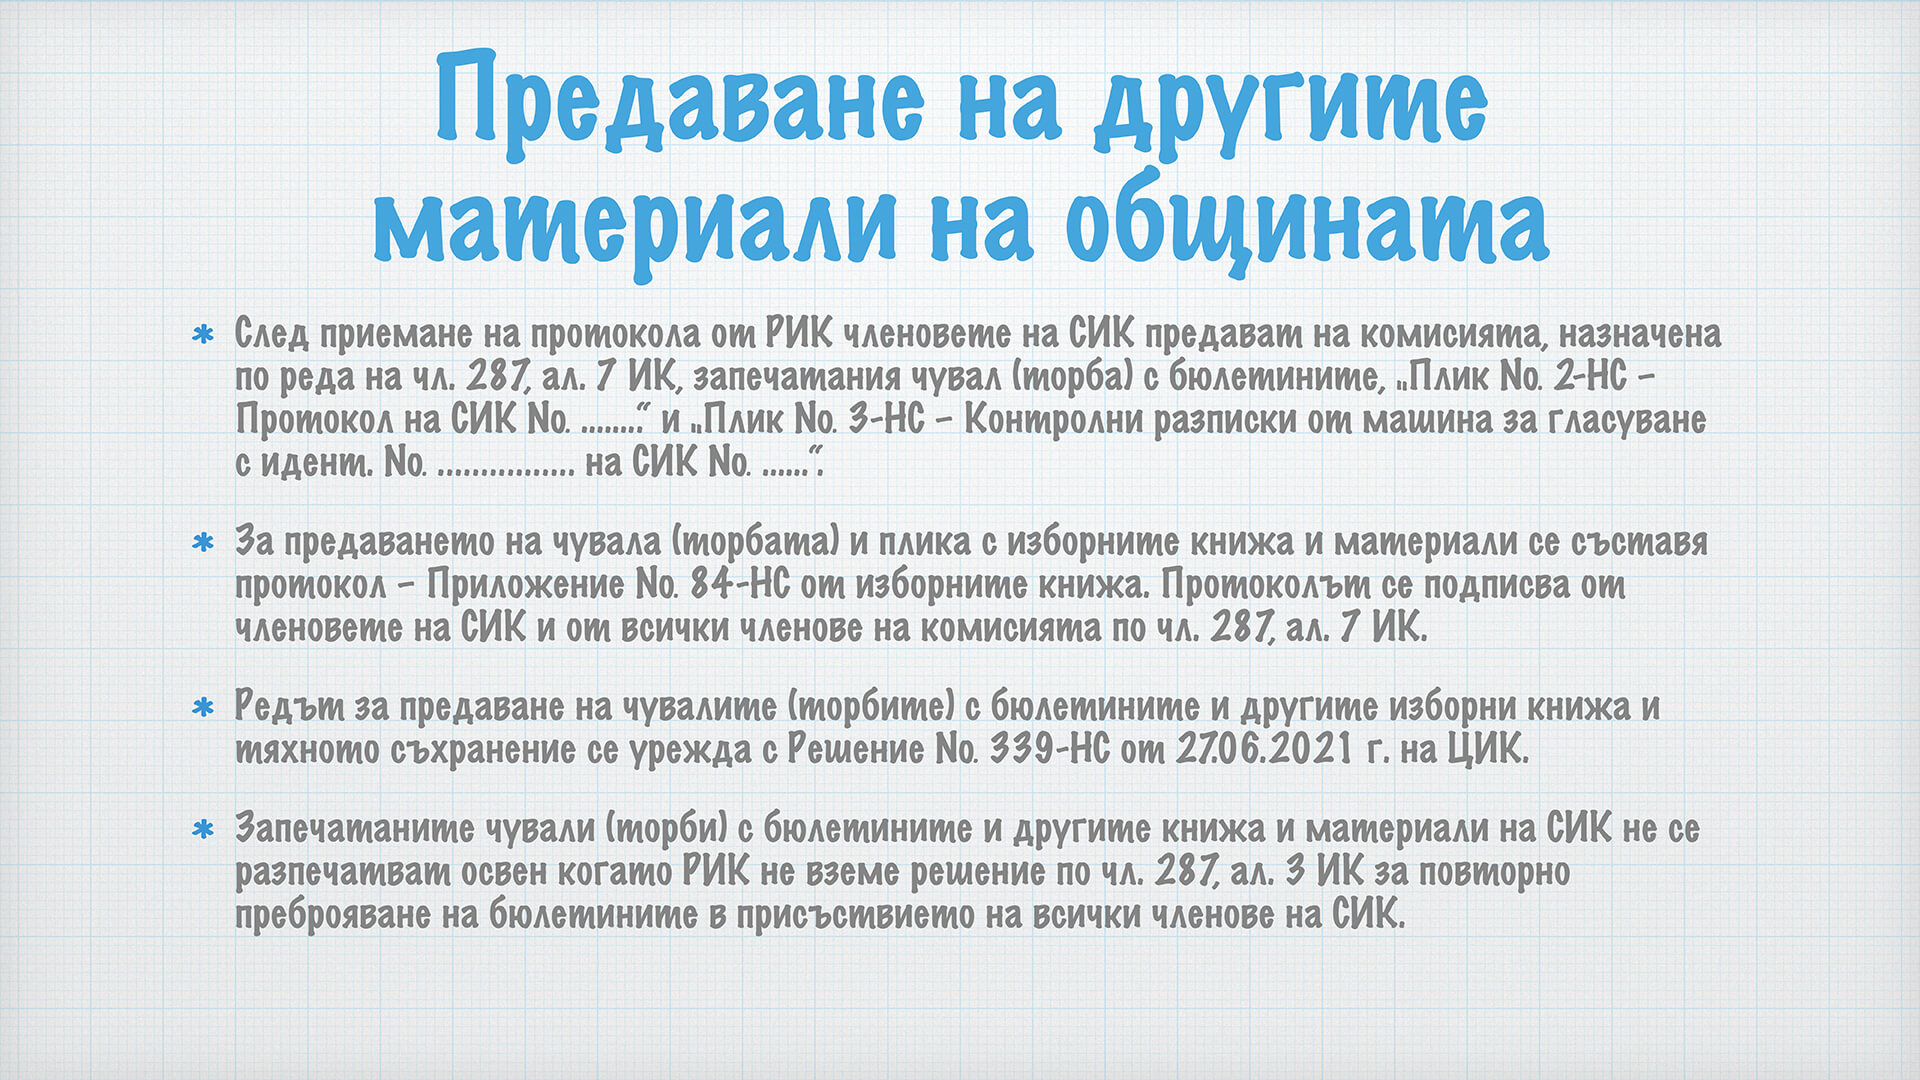 Предаване на другите
материали на общината
* След приемане на протокола от РИК членовете на СИК предават на комисията, назначена
по реда на чл. 287, ал. 7 ИК, запечатания чувал (торба) с бюлетините, „Плик No. 2-НС –
Протокол на СИК No. ........“ и „Плик No. 3-НС – Контролни разписки от машина за гласуване
с идент. No. ................ на СИК No. ......“.
* За предаването на чувала (торбата) и плика с изборните книжа и материали се съставя
протокол – Приложение No. 84-НС от изборните книжа. Протоколът се подписва от
членовете на СИК и от всички членове на комисията по чл. 287, ал. 7 ИК.
* Редът за предаване на чувалите (торбите) с бюлетините и другите изборни книжа и
тяхното съхранение се урежда с Решение No. 339-НС от 27.06.2021 г. на ЦИК.
* Запечатаните чували (торби) с бюлетините и другите книжа и материали на СИК не се
разпечатват освен когато РИК не вземе решение по чл. 287, ал. 3 ИК за повторно
преброяване на бюлетините в присъствието на всички членове на СИК.